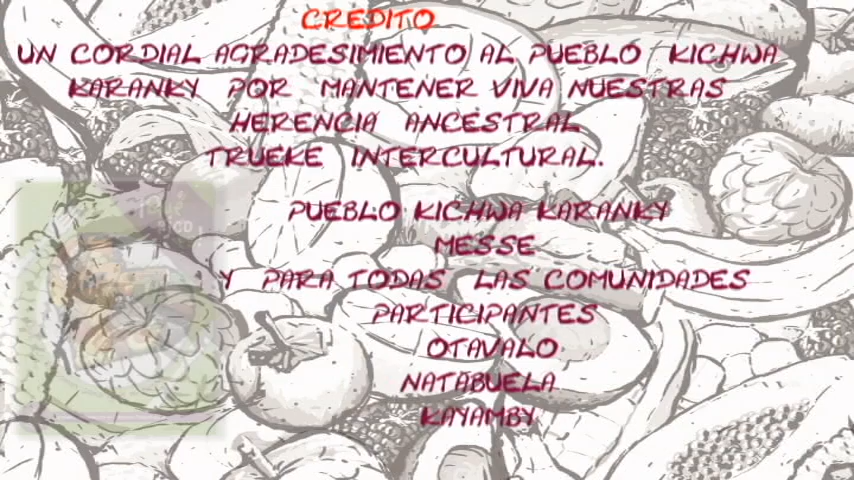 CREDITO
UN CORDIAL AGRADESIMIENTO AL PUEBLO KICHWA
KARANKY POR MANTENER VIVA NUESTRAS
HERENCIA ANCESTRAL
TRUEKE INTERCULTURAL.
PUEBLO KICHWA KARANKY
MESSE
Y PARA TODAS LAS COMUNIDADES
PARTICIPANTES
OTAVALO
NATABUELA
KAYAMBY